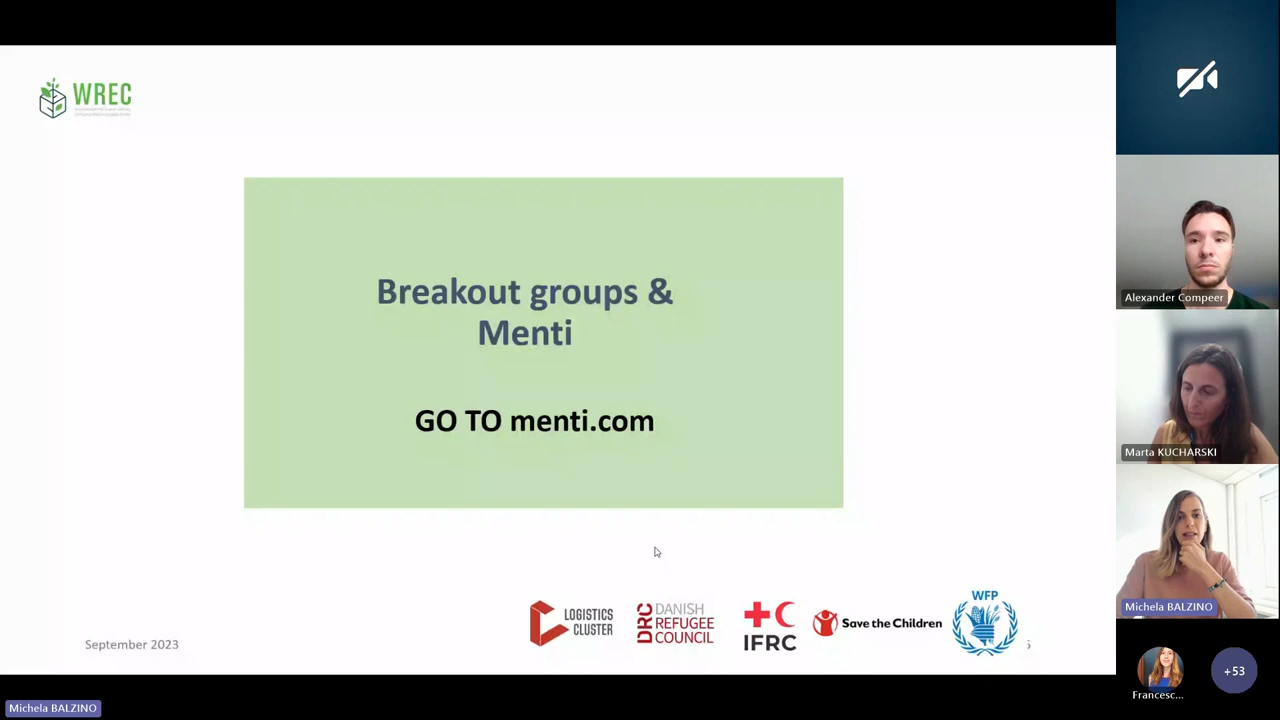 WREC
Breakout groups &
Menti
GO TO menti.com
September 2023
LOGISTICS
CLUSTER
DRC DANISH
REFUGEE
COUNCIL
IFRC
Save the Children
WFP
Michela BALZINO
Alexander Compeer
Marta KUCHARSKI
Michela BALZINO
Francesc...
+53